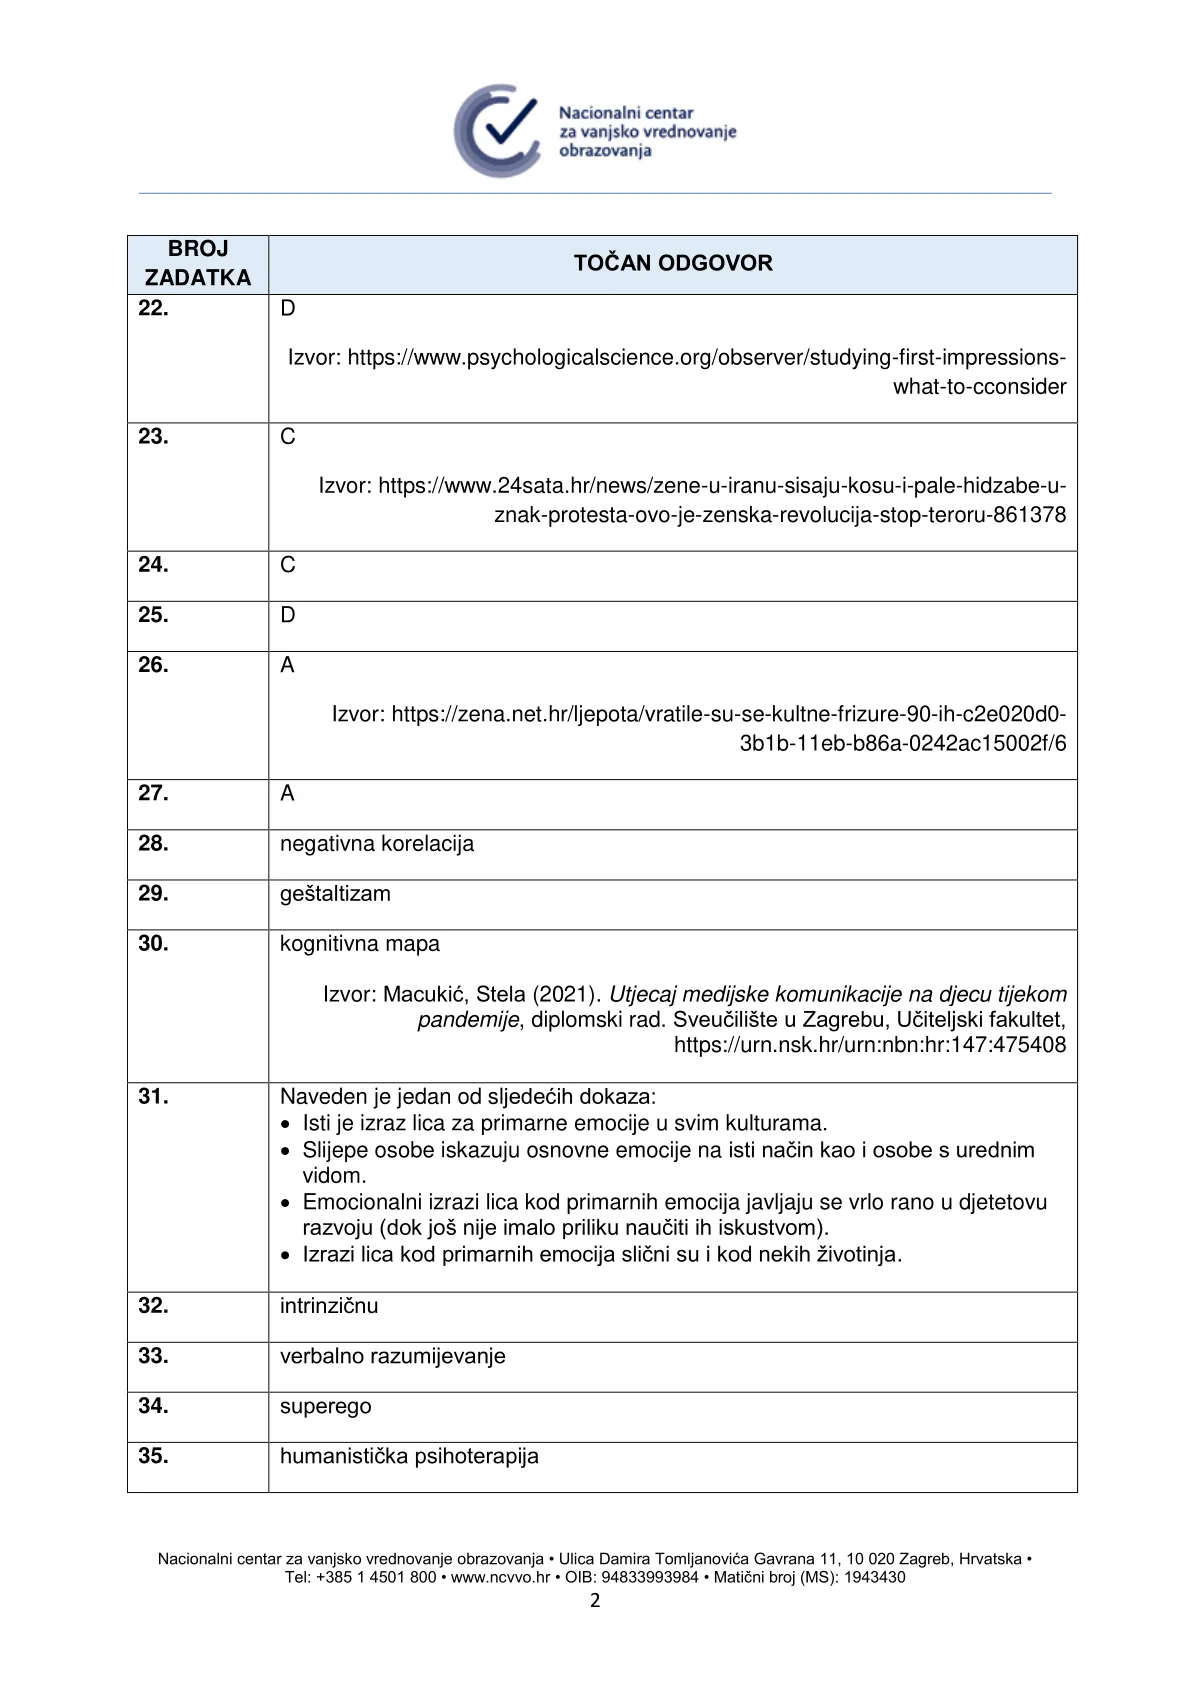 Nacionalni centar
za vanjsko vrednovanje
obrazovanja
BROJ
ZADATKA
TOČAN ODGOVOR
22.
D
Izvor: https://www.psychologicalscience.org/observer/studying-first-impressions-
what-to-cconsider
23.
C
Izvor: https://www.24sata.hr/news/zene-u-iranu-sisaju-kosu-i-pale-hidzabe-u-
znak-protesta-ovo-je-zenska-revolucija-stop-teroru-861378
24.
C
25.
D
26.
A
Izvor: https://zena.net.hr/ljepota/vratile-su-se-kultne-frizure-90-ih-c2e020d0-
3b1b-11eb-b86a-0242ac15002f/6
27.
A
28.
negativna korelacija
29.
geštaltizam
30.
kognitivna mapa
Izvor: Macukić, Stela (2021). Utjecaj medijske komunikacije na djecu tijekom
pandemije, diplomski rad. Sveučilište u Zagrebu, Učiteljski fakultet,
https://urn.nsk.hr/urn:nbn:hr:147:475408
31.
Naveden je jedan od sljedećih dokaza:
• Isti je izraz lica za primarne emocije u svim kulturama.
• Slijepe osobe iskazuju osnovne emocije na isti način kao i osobe s urednim
vidom.
• Emocionalni izrazi lica kod primarnih emocija javljaju se vrlo rano u djetetovu
razvoju (dok još nije imalo priliku naučiti ih iskustvom).
• Izrazi lica kod primarnih emocija slični su i kod nekih životinja.
32.
intrinzičnu
33.
verbalno razumijevanje
34.
superego
35.
humanistička psihoterapija
Nacionalni centar za vanjsko vrednovanje obrazovanja • Ulica Damira Tomljanovića Gavrana 11, 10 020 Zagreb, Hrvatska •
Tel: +385 1 4501 800 • www.ncvvo.hr • OIB: 94833993984 • Matični broj (MS): 1943430
2